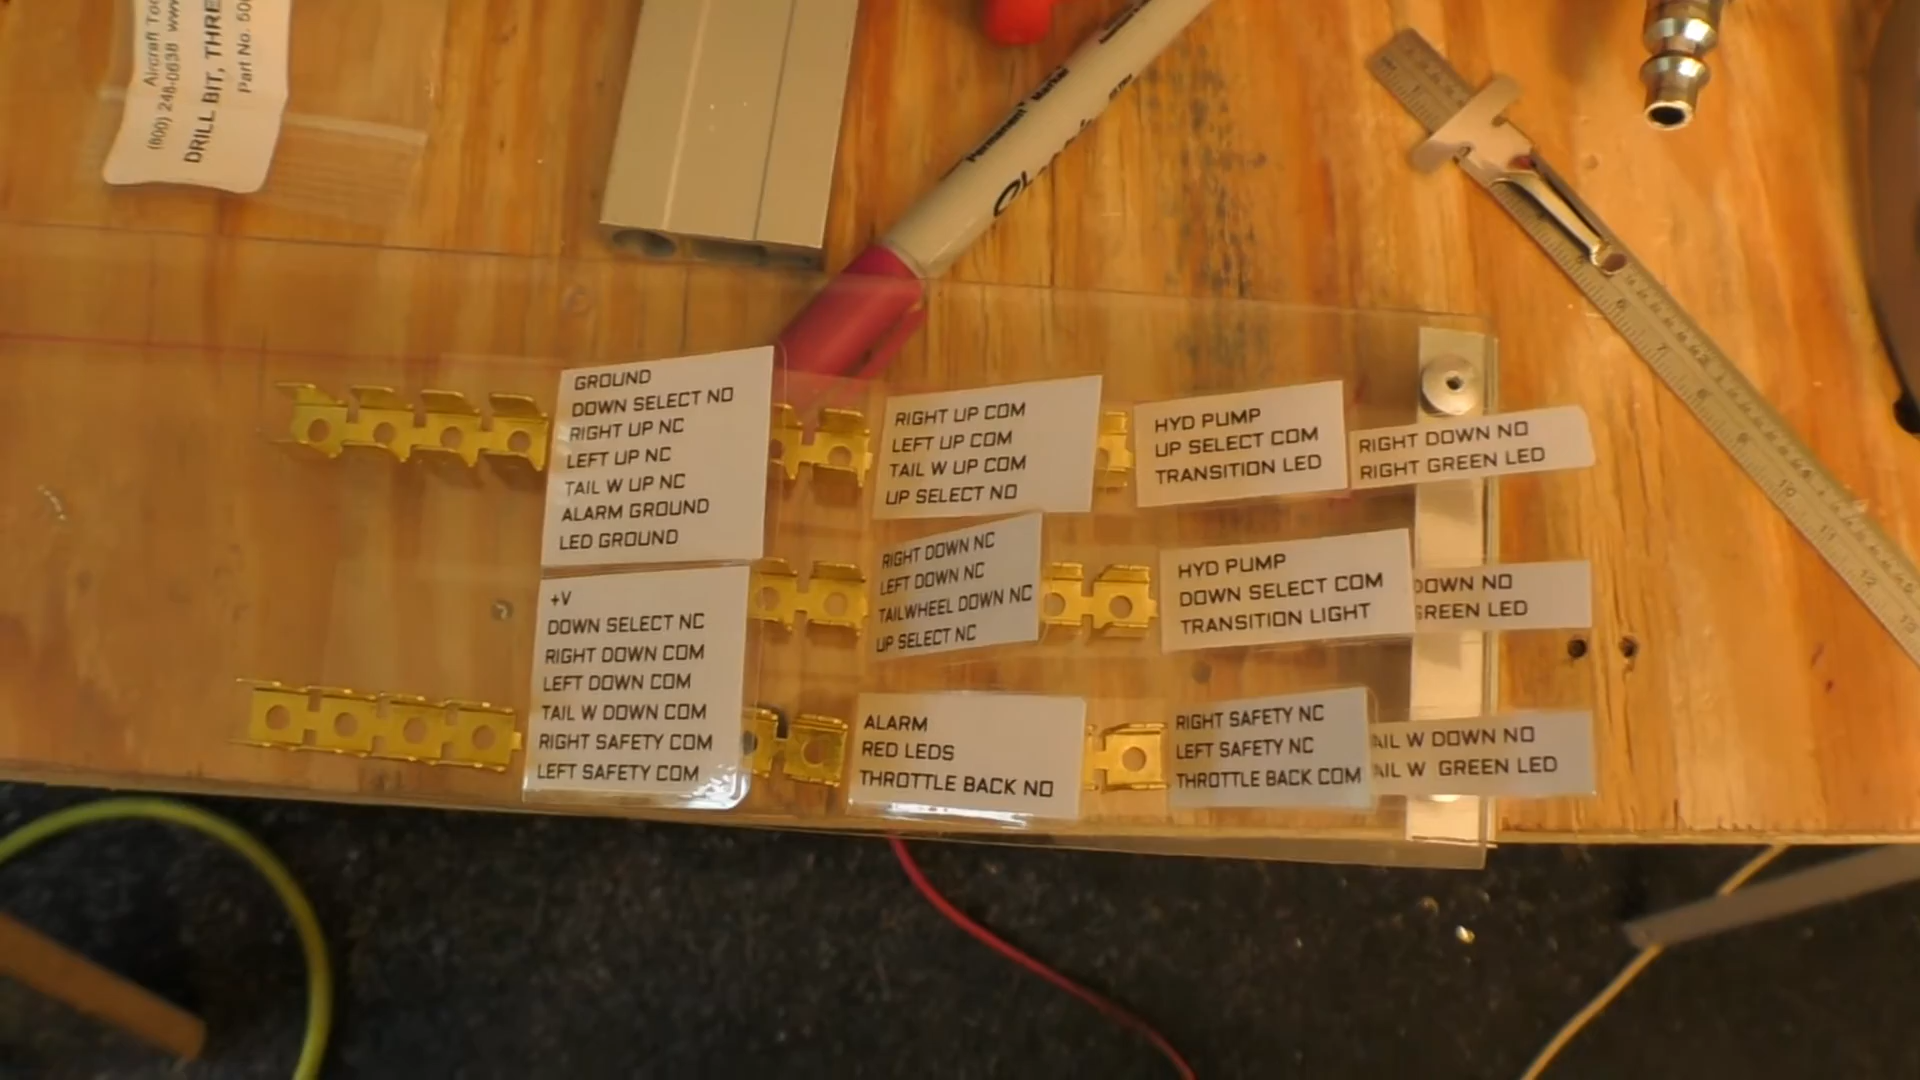 Aircraft
(800) 248-0638 www
DRILL BIT, THRE
Part No.
Permanent Marker
GROUND
DOWN SELECT NO
RIGHT UP NC
LEFT UP NC
TAIL W UP NC
ALARM GROUND
LED GROUND
RIGHT UP COM
LEFT UP COM
TAIL W UP COM
UP SELECT NO
HYD PUMP
UP SELECT COM
TRANSITION LED
RIGHT DOWN NO
RIGHT GREEN LED
+V
DOWN SELECT NC
RIGHT DOWN COM
LEFT DOWN COM
TAIL W DOWN COM
RIGHT SAFETY COM
LEFT SAFETY COM
RIGHT DOWN NC
LEFT DOWN NC
TAILWHEEL DOWN NC
UP SELECT NC
HYD PUMP
DOWN SELECT COM
TRANSITION LIGHT
DOWN NO
GREEN LED
ALARM
RED LEDS
THROTTLE BACK NO
RIGHT SAFETY NC
LEFT SAFETY NC
THROTTLE BACK COM
AIL W DOWN NO
AIL W GREEN LED